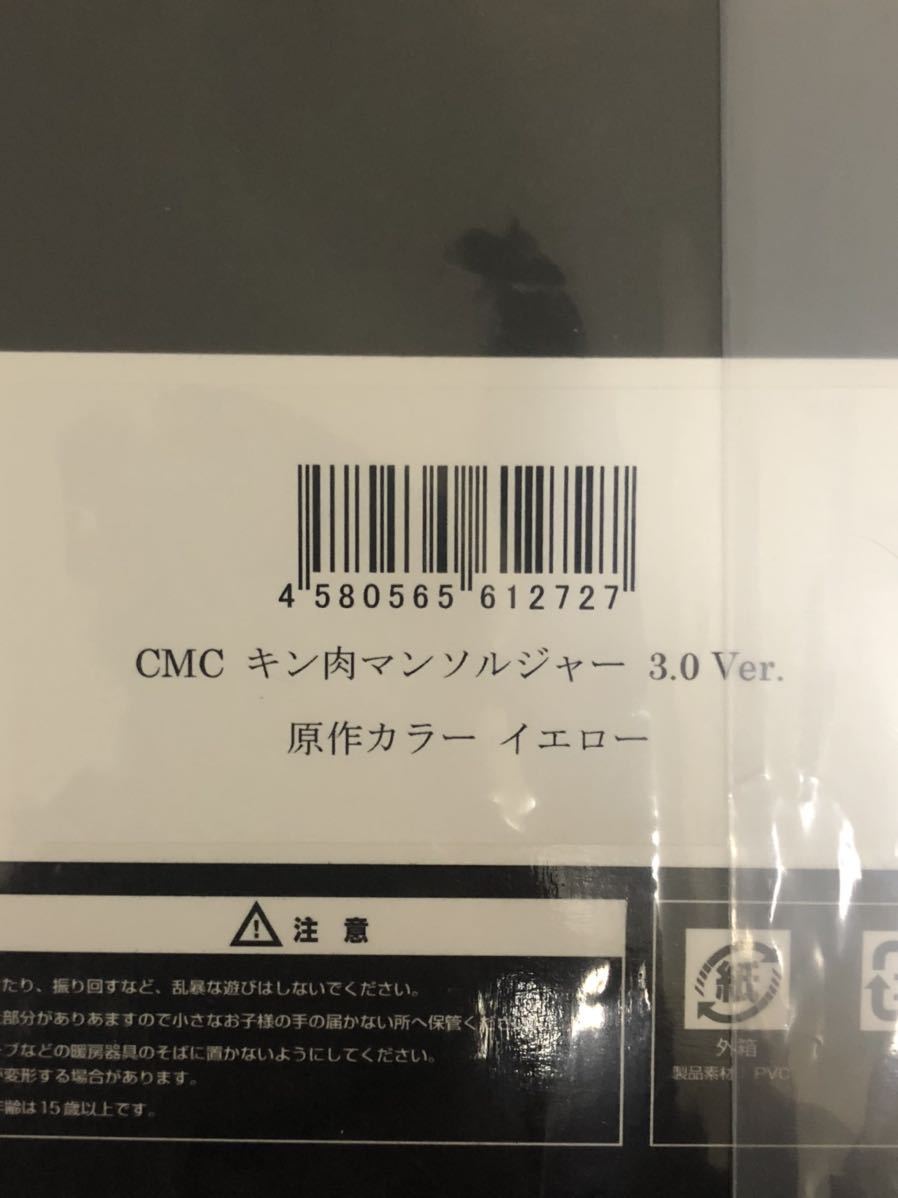 4 580565 612727
CMC キン肉マンソルジャー 3.0 Ver.
原作カラー イエロー
注 意
たり、振り回すなど、乱暴な遊びはしないでください。
部分がありあますので小さなお子様の手の届かない所へ保管く
ブなどの暖房器具のそばに置かないようにしてください。
変形する場合があります。
齢は15歳以上です。
紙
外箱
製品素材: PVC